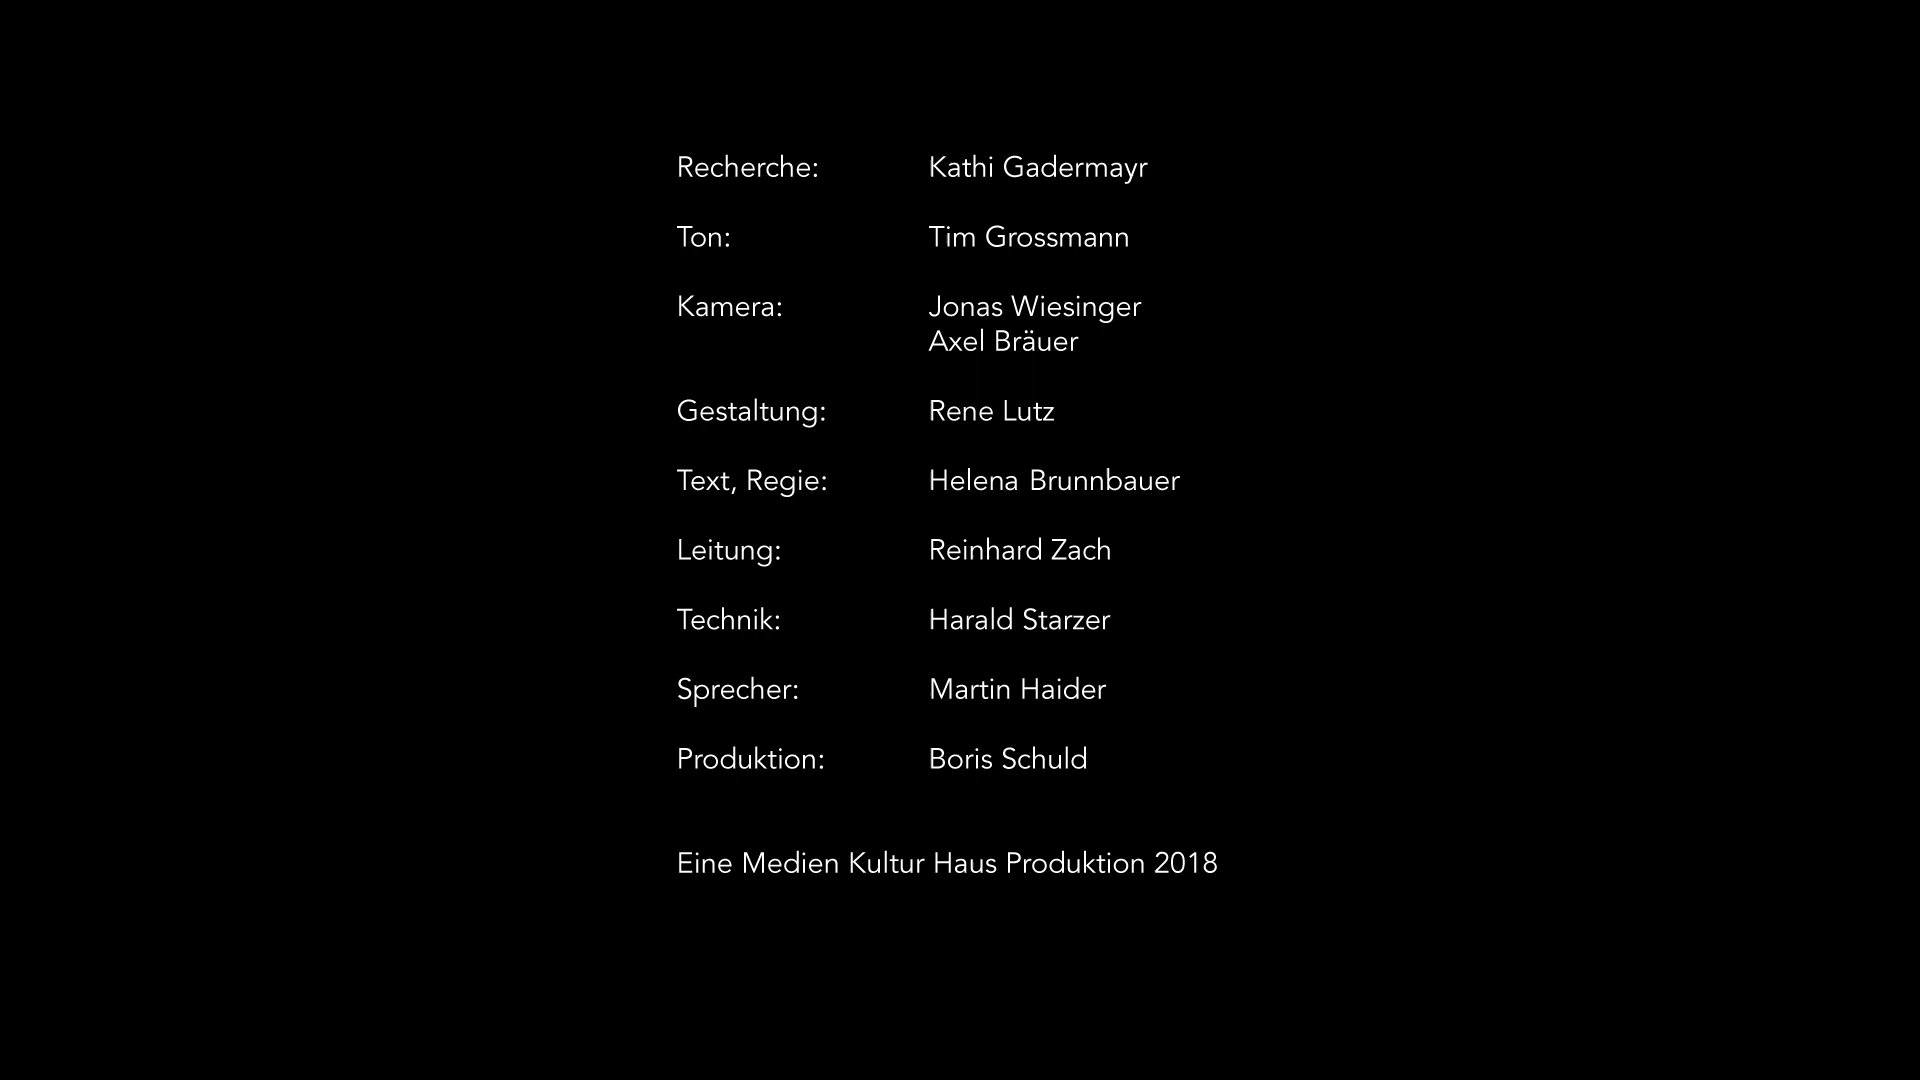 Recherche: Kathi Gadermayr
Ton: Tim Grossmann
Kamera: Jonas Wiesinger
Axel Bräuer
Gestaltung: Rene Lutz
Text, Regie: Helena Brunnbauer
Leitung: Reinhard Zach
Technik: Harald Starzer
Sprecher: Martin Haider
Produktion: Boris Schuld
Eine Medien Kultur Haus Produktion 2018